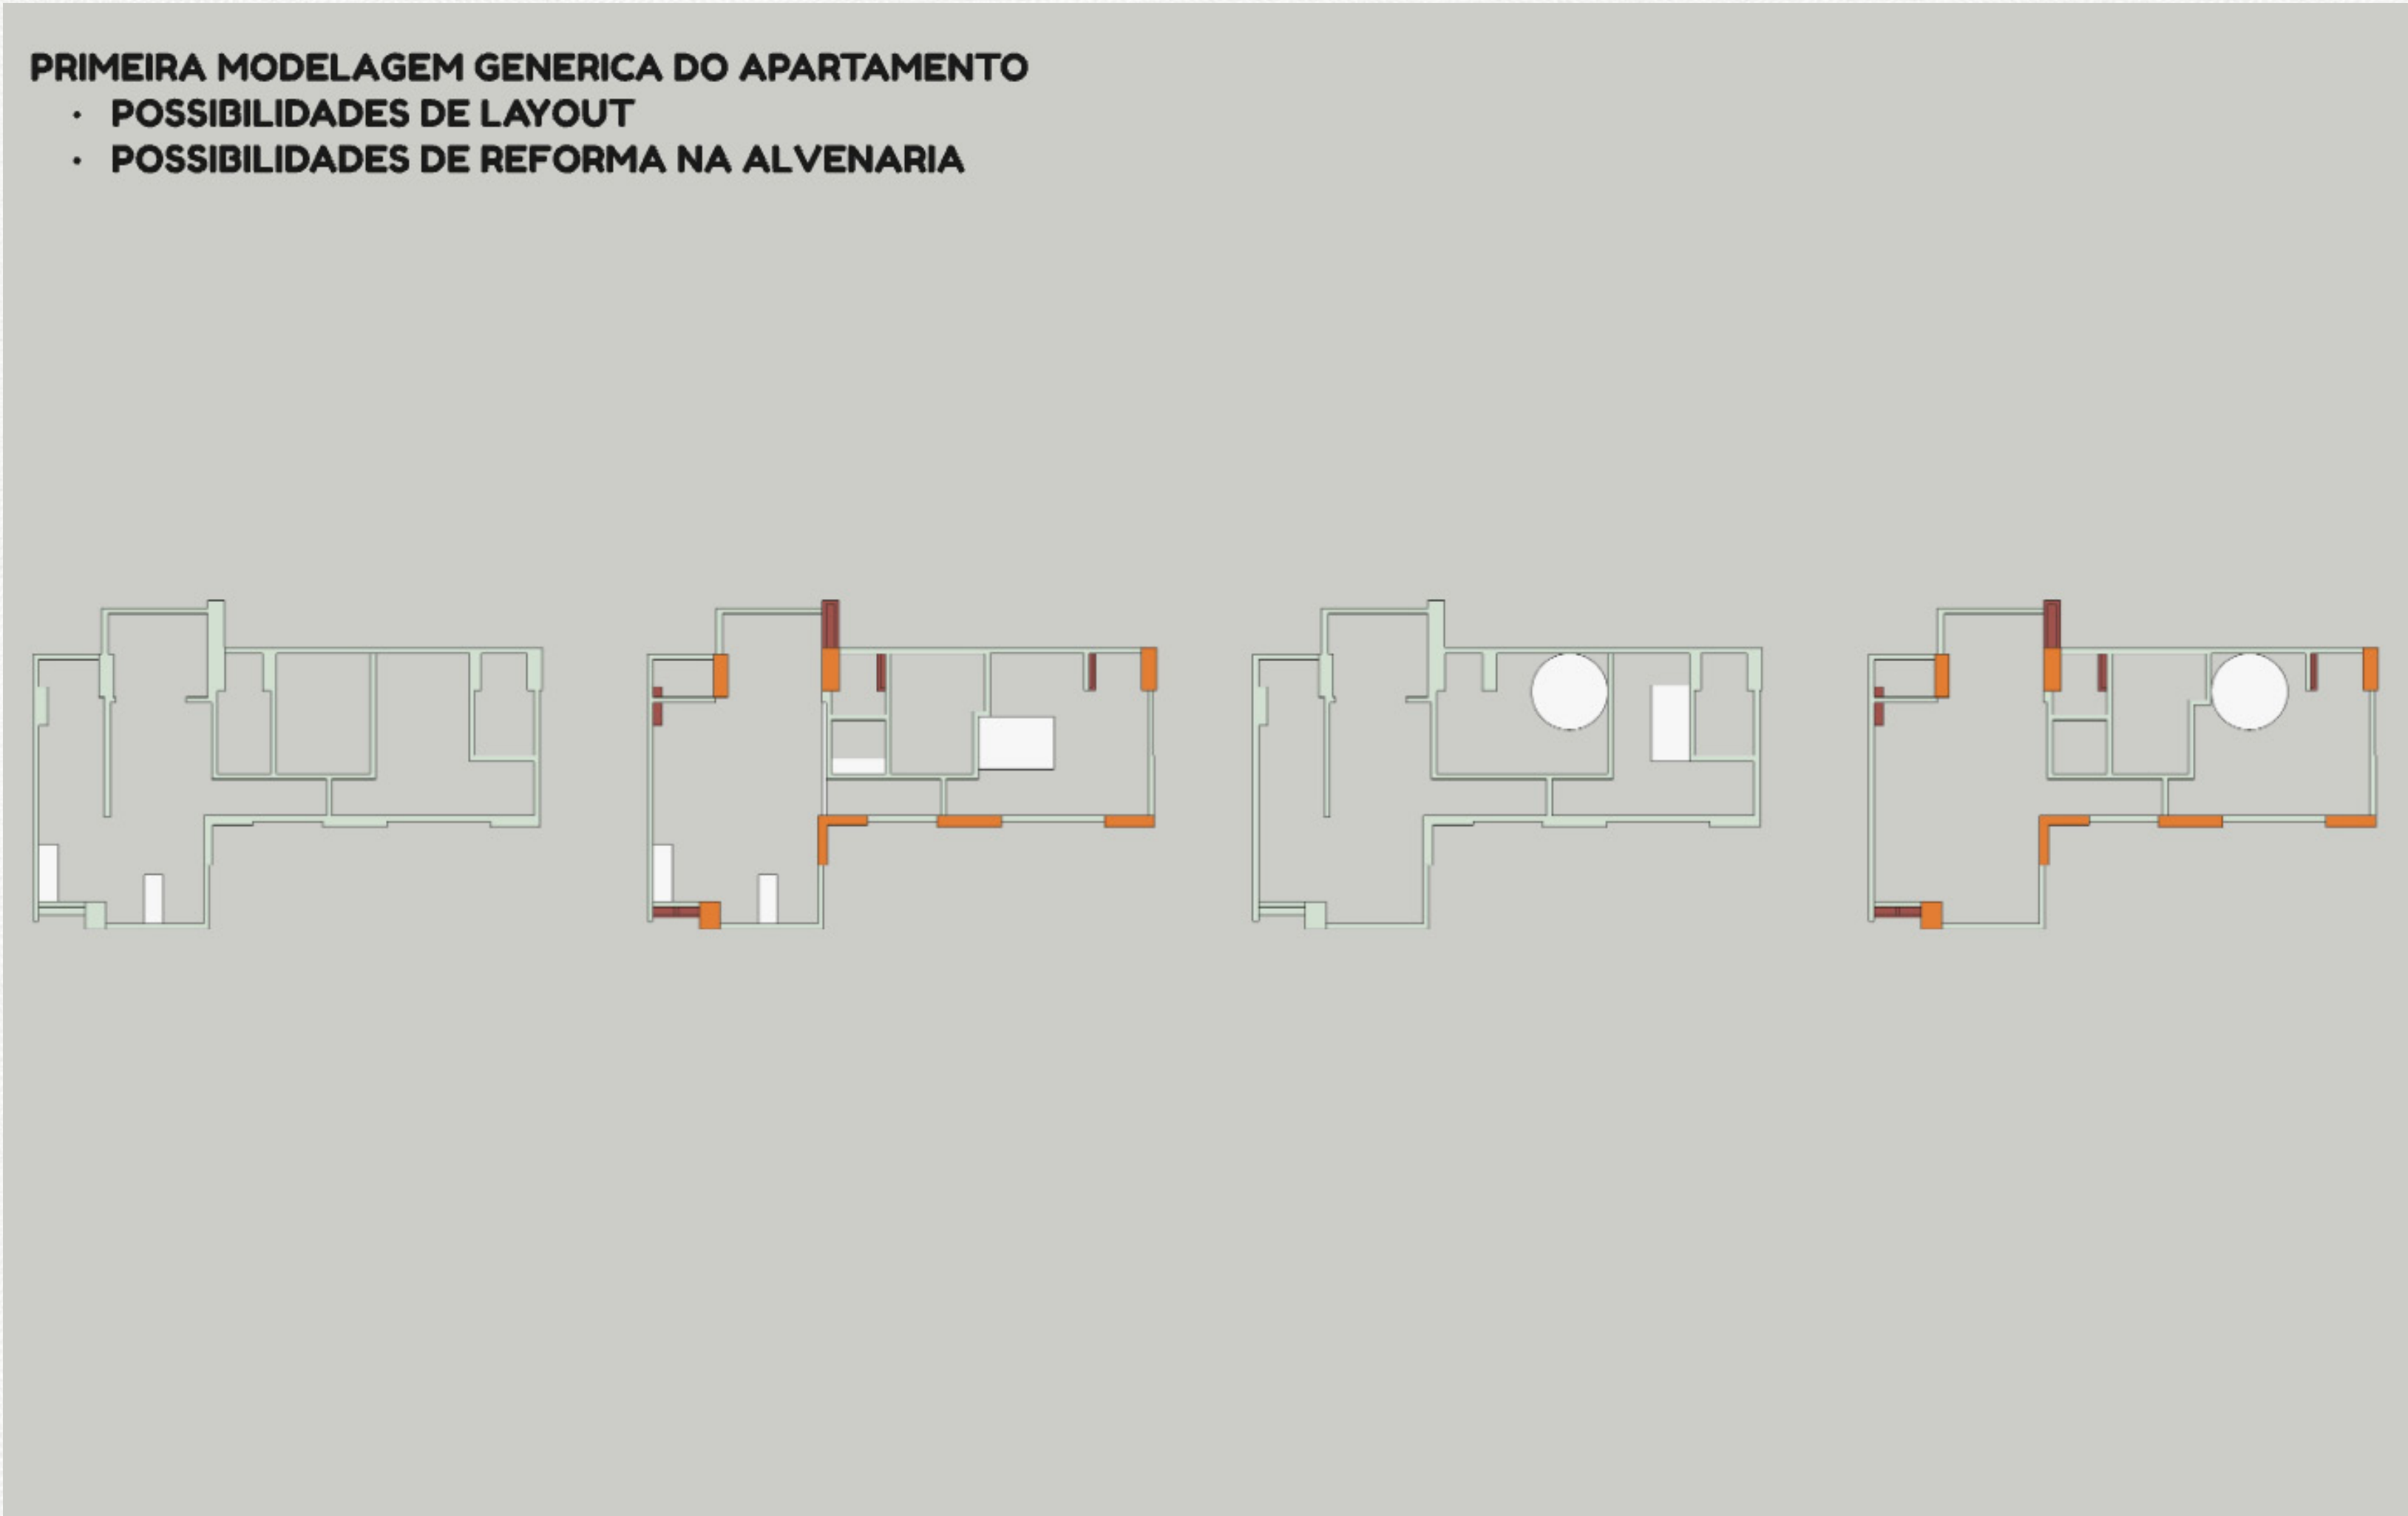 PRIMEIRA MODELAGEM GENERICA DO APARTAMENTO
• POSSIBILIDADES DE LAYOUT
• POSSIBILIDADES DE REFORMA NA ALVENARIA